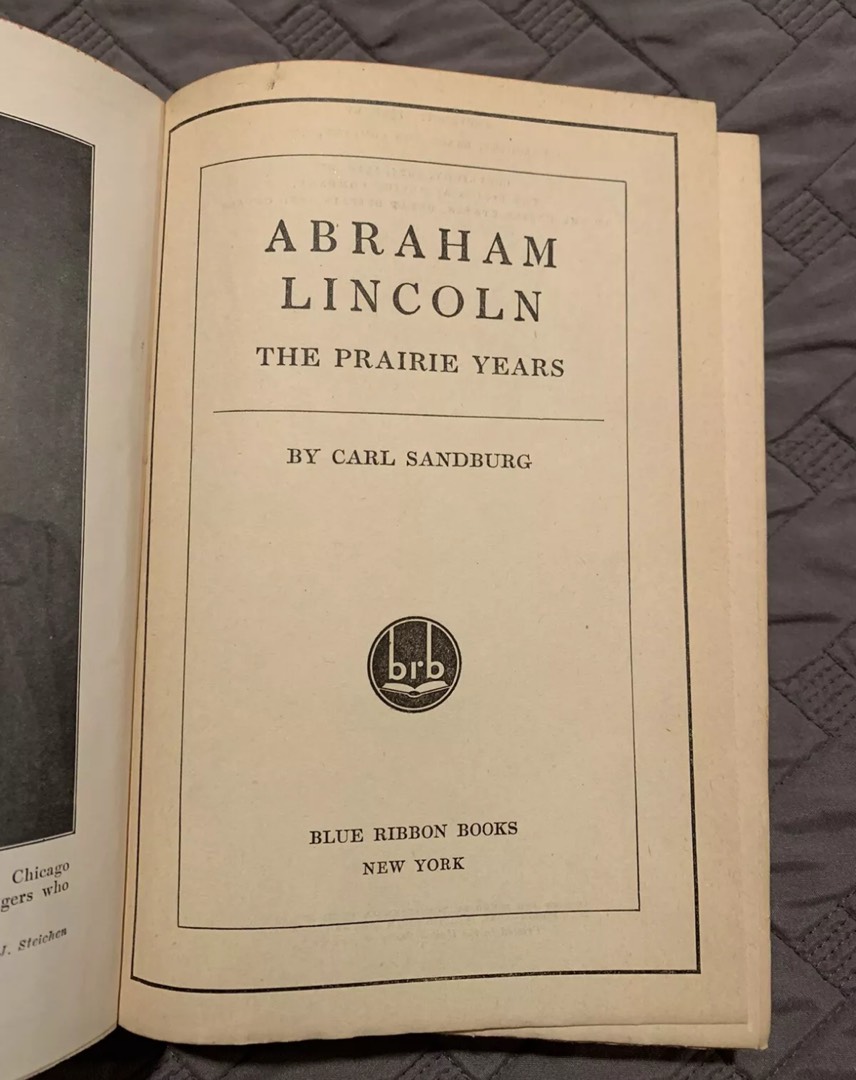 Chicago
gers who
J. Steichen
ABRAHAM
LINCOLN
THE PRAIRIE YEARS
BY CARL SANDBURG
brb
BLUE RIBBON BOOKS
NEW YORK